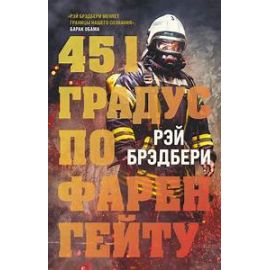 «РЭЙ БРЭДБЕРИ МЕНЯЕТ
ГРАНИЦЫ НАШЕГО СОЗНАНИЯ»
БАРАК ОБАМА
451
ГРАДУС
ПО
РЭЙ
БРЭДБЕРИ
ФАРЕН
ГЕЙТУ